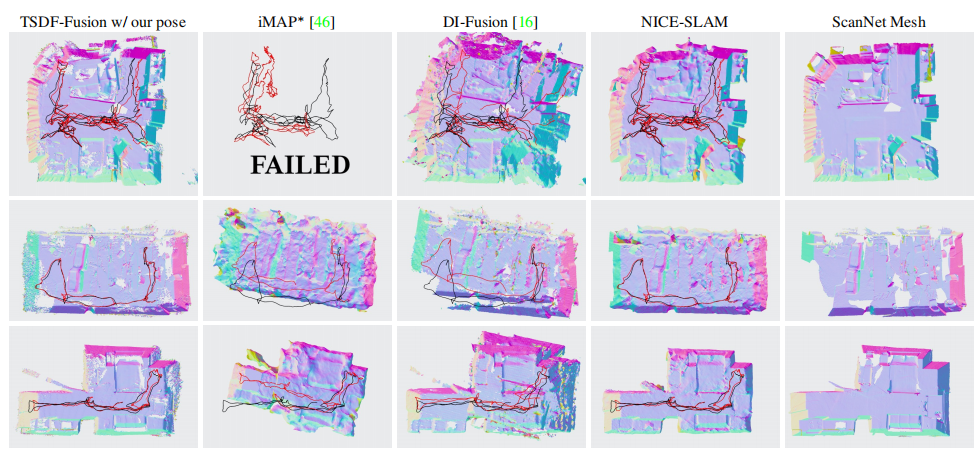 TSDF-Fusion w/ our pose iMAP* [46] DI-Fusion [16] NICE-SLAM ScanNet Mesh
FAILED